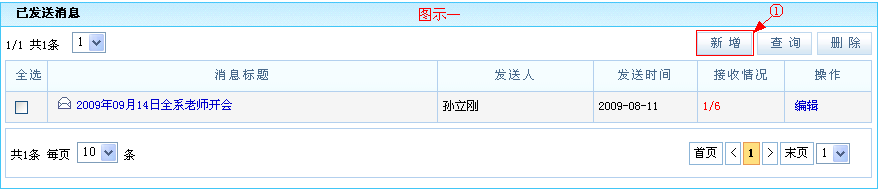 已发送消息 图示一 ①
1/1 共1条 1 新 增 查 询 删 除
全选 消息标题 发送人 发送时间 接收情况 操作
2009年09月14日全系老师开会 孙立刚 2009-08-11 1/6 编辑
共1条 每页 10 条 首页 < 1 > 末页 1